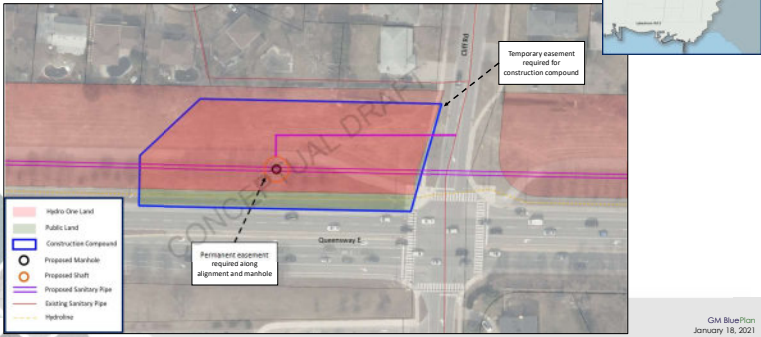 Lakeshore Rd E
Cliff Rd
Temporary easement
required for
construction compound
CONCEPTUAL DRAFT
Queensway E
Permanent easement
required along
alignment and manhole
Hydro One Land
Public Land
Construction Compound
Proposed Manhole
Proposed Shaft
Proposed Sanitary Pipe
Existing Sanitary Pipe
Hydroline
GM BluePlan
January 18, 2021